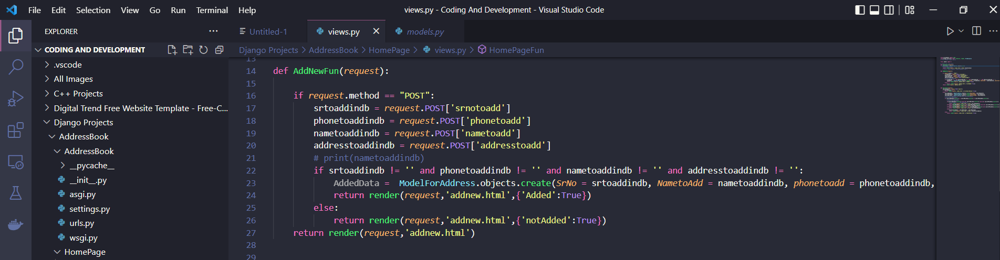 File Edit Selection View Go Run Terminal Help views.py - Coding And Development - Visual Studio Code
EXPLORER ...
CODING AND DEVELOPMENT
.vscode
All Images
C++ Projects
Digital Trend Free Website Template - Free-C...
Django Projects
AddressBook
AddressBook
__pycache__
__init__.py
asgi.py
settings.py
urls.py
wsgi.py
HomePage
Untitled-1 views.py models.py
Django Projects > AddressBook > HomePage > views.py > HomePageFun
13
14 def AddNewFun(request):
15
16 if request.method == "POST":
17 srtoaddindb = request.POST['srnotoadd']
18 phonetoaddindb = request.POST['phonetoadd']
19 nametoaddindb = request.POST['nametoadd']
20 addresstoaddindb = request.POST['addresstoadd']
21 # print(nametoaddindb)
22 if srtoaddindb != '' and phonetoaddindb != '' and nametoaddindb != '' and addresstoaddindb != '':
23 AddedData = ModelForAddress.objects.create(SrNo = srtoaddindb, NametoAdd = nametoaddindb, phonetoadd = phonetoaddindb,
24 return render(request,'addnew.html',{'Added':True})
25 else:
26 return render(request,'addnew.html',{'notAdded':True})
27 return render(request,'addnew.html')
28
29